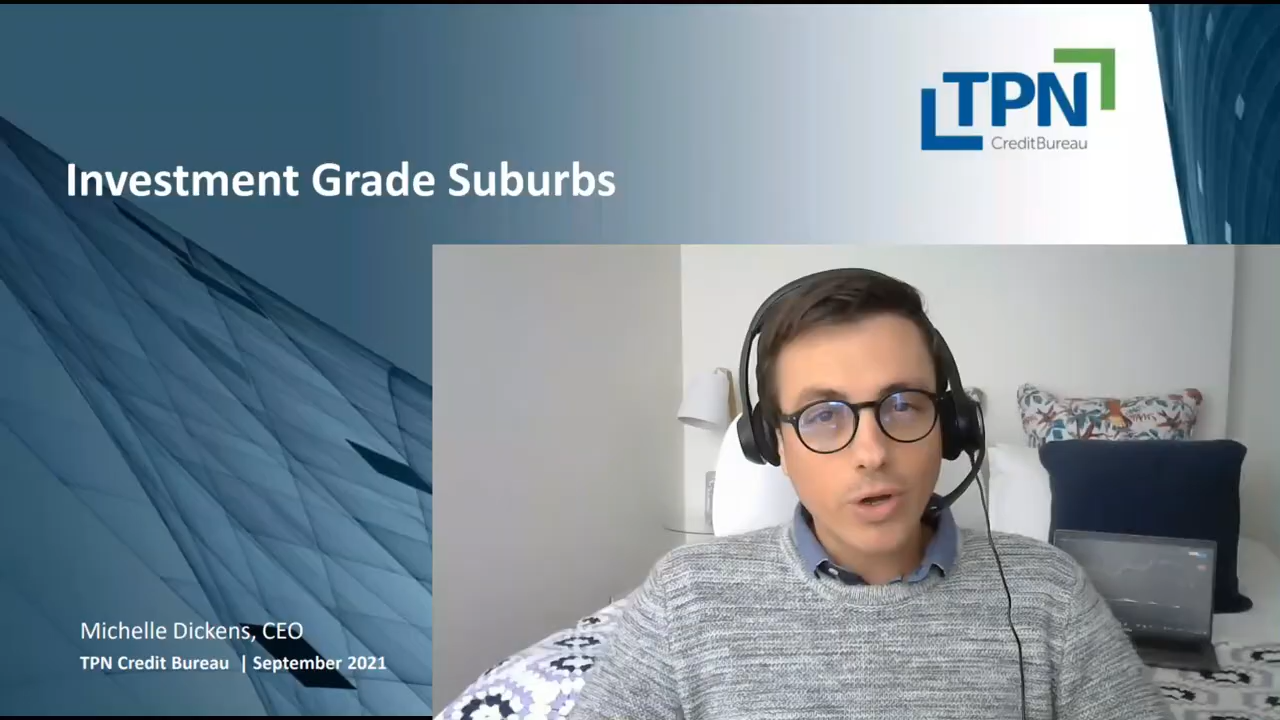 TPN
CreditBureau
Investment Grade Suburbs
Michelle Dickens, CEO
TPN Credit Bureau | September 2021